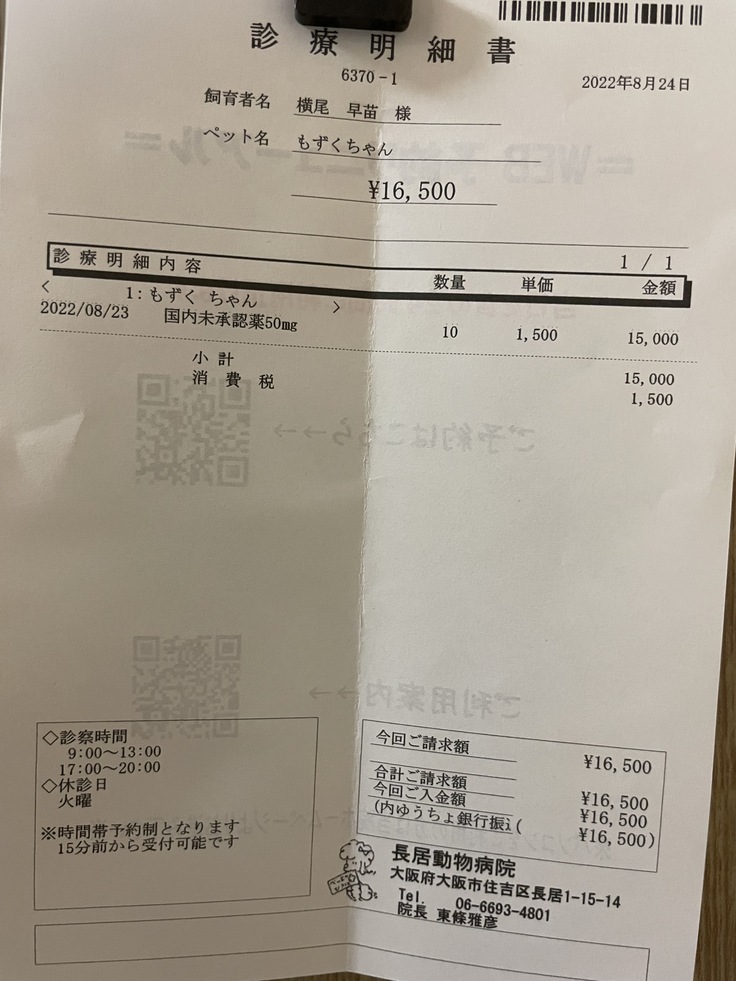 診療明細書
6370-1
2022年8月24日
飼育者名 横尾 早苗 様
ペット名 もずくちゃん
¥16,500
1 / 1
診療明細内容 数量 単価 金額
< 1:もずく ちゃん >
2022/08/23 国内未承認薬50mg 10 1,500 15,000
小計 15,000
消費税 1,500
◇診察時間
9:00～13:00
17:00～20:00
◇休診日
火曜
※時間帯予約制となります
15分前から受付可能です
今回ご請求額 ¥16,500
合計ご請求額 ¥16,500
今回ご入金額 ¥16,500
(内ゆうちょ銀行振込( ¥16,500)
長居動物病院
大阪府大阪市住吉区長居1-15-14
Tel. 06-6693-4801
院長 東條雅彦